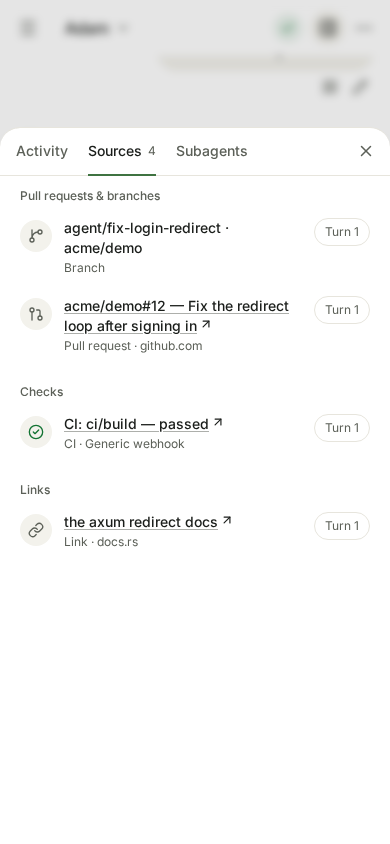 Adam
Activity
Sources 4
Subagents
Pull requests & branches
agent/fix-login-redirect ·
acme/demo
Branch
Turn 1
acme/demo#12 — Fix the redirect
loop after signing in
Pull request · github.com
Turn 1
Checks
CI: ci/build — passed
CI · Generic webhook
Turn 1
Links
the axum redirect docs
Link · docs.rs
Turn 1